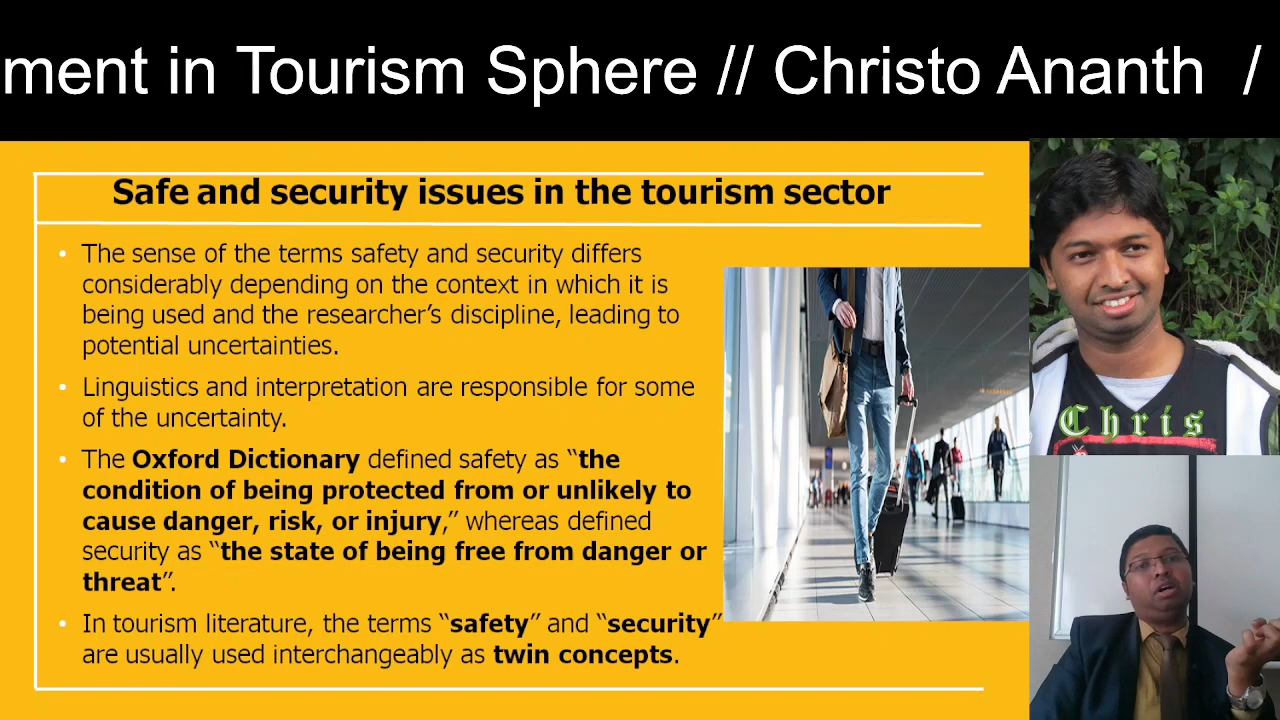 ment in Tourism Sphere // Christo Ananth /
Safe and security issues in the tourism sector
• The sense of the terms safety and security differs
considerably depending on the context in which it is
being used and the researcher’s discipline, leading to
potential uncertainties.
• Linguistics and interpretation are responsible for some
of the uncertainty.
• The Oxford Dictionary defined safety as “the
condition of being protected from or unlikely to
cause danger, risk, or injury,” whereas defined
security as “the state of being free from danger or
threat”.
• In tourism literature, the terms “safety” and “security”
are usually used interchangeably as twin concepts.
Chris